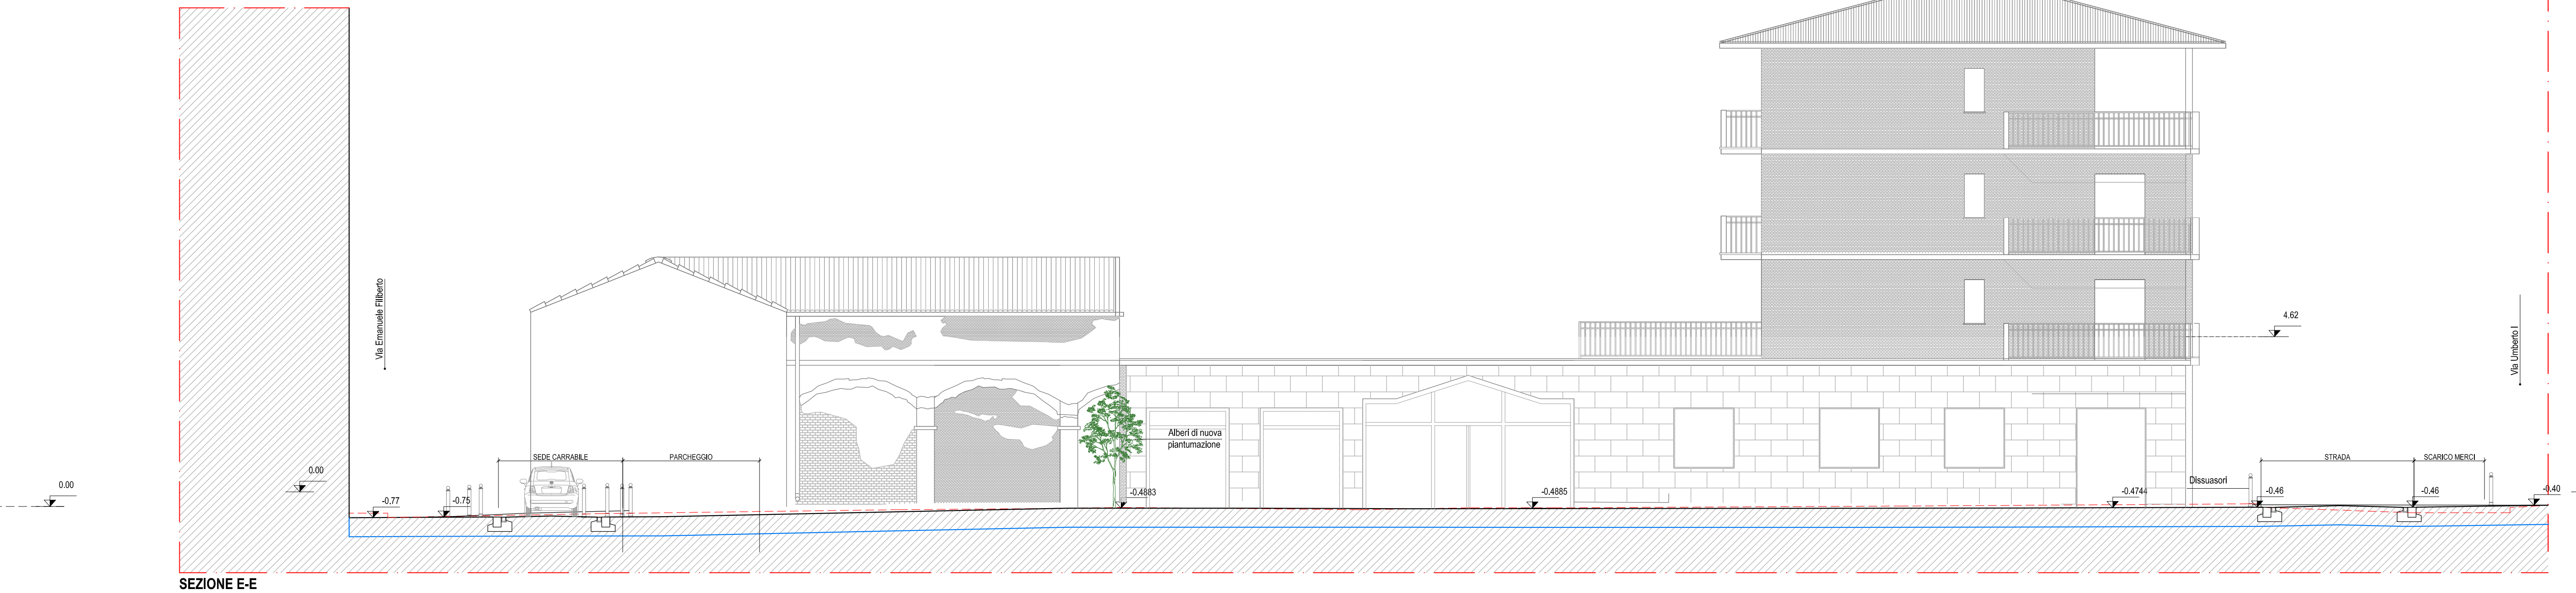 4.62
Via Emanuele Filiberto
Via Umberto I
Alberi di nuova
piantumazione
SEDE CARRABILE
PARCHEGGIO
STRADA
SCARICO MERCI
0.00
0.00
Dissuasori
-0.77
-0.75
-0.4883
-0.4885
-0.4744
-0.46
-0.46
-0.40
SEZIONE E-E